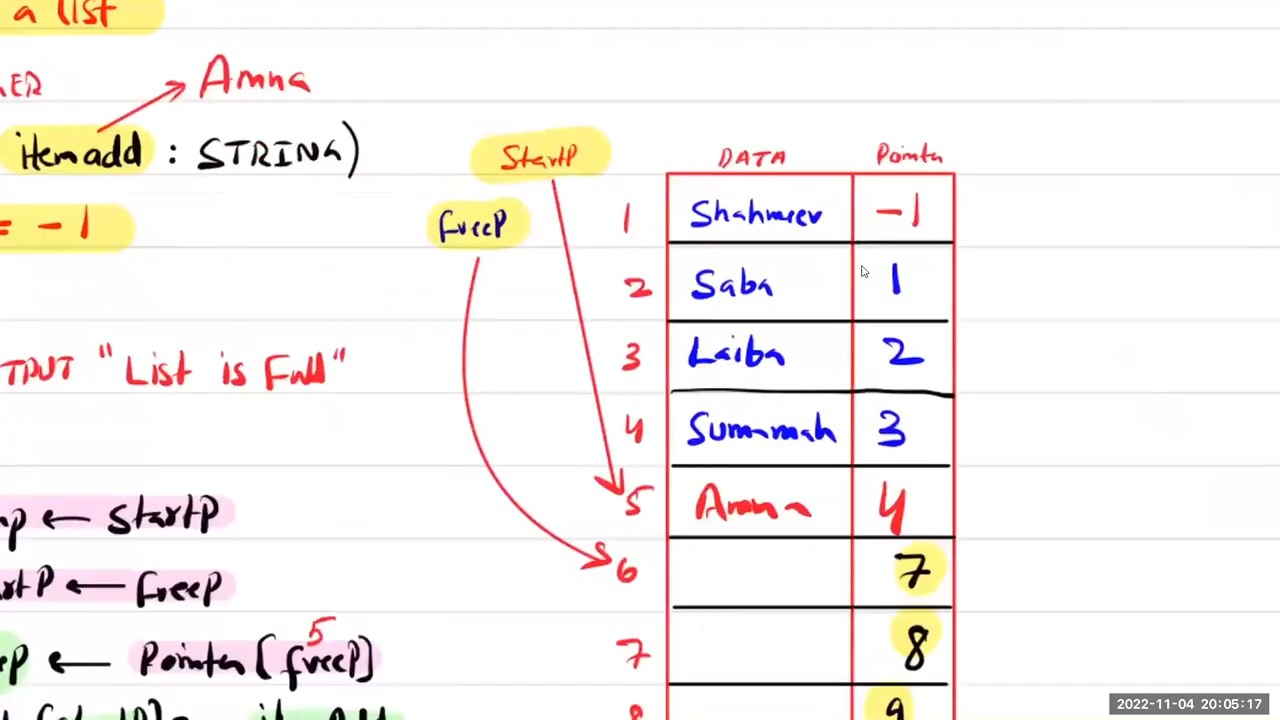 a list
Amna
itemadd : STRING)
= -1
TPUT "List is Full"
← StartP
← freeP
5
← Pointer[freeP]
StartP
freeP
DATA Pointer
1 Shahmeer -1
2 Saba 1
3 Laiba 2
4 Sumamah 3
5 Amna 4
6 7
7 8
8 9
2022-11-04 20:05:17